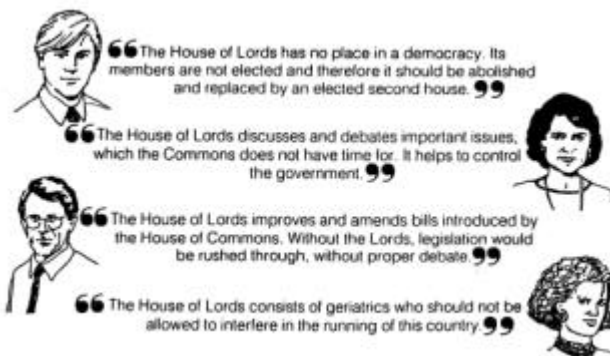 ❝The House of Lords has no place in a democracy. Its
members are not elected and therefore it should be abolished
and replaced by an elected second house.❞
❝The House of Lords discusses and debates important issues,
which the Commons does not have time for. It helps to control
the government.❞
❝The House of Lords improves and amends bills introduced by
the House of Commons. Without the Lords, legislation would
be rushed through, without proper debate.❞
❝The House of Lords consists of geriatrics who should not be
allowed to interfere in the running of this country.❞